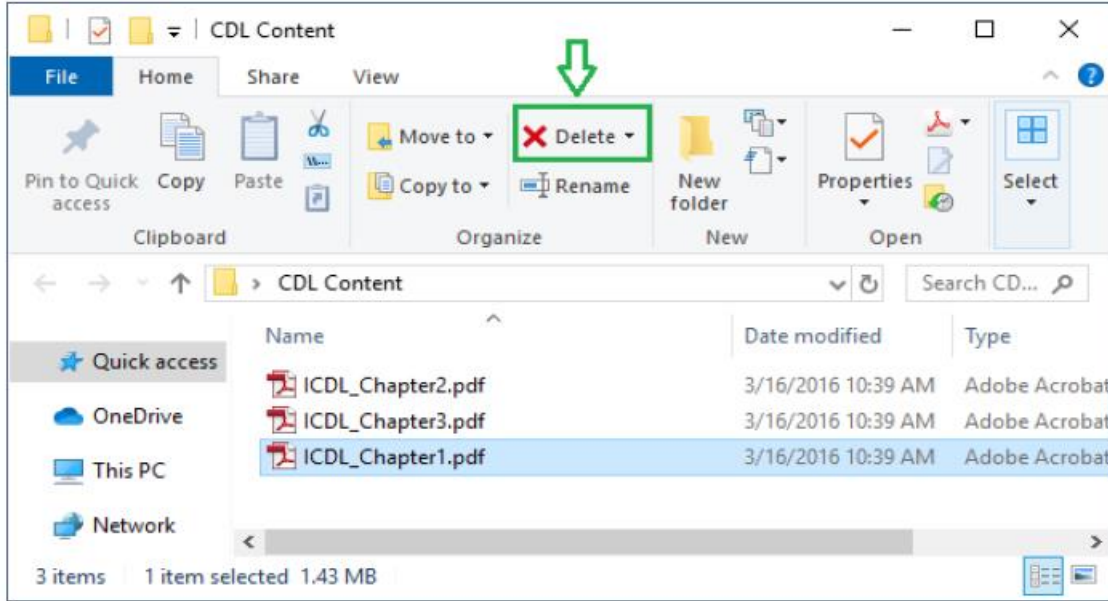 CDL Content
File Home Share View
Pin to Quick access
Copy
Paste
W...
Move to
Copy to
Delete
Rename
New folder
Properties
Select
Clipboard Organize New Open
CDL Content Search CD...
Name Date modified Type
Quick access
OneDrive
This PC
Network
ICDL_Chapter2.pdf 3/16/2016 10:39 AM Adobe Acrobat
ICDL_Chapter3.pdf 3/16/2016 10:39 AM Adobe Acrobat
ICDL_Chapter1.pdf 3/16/2016 10:39 AM Adobe Acrobat
3 items 1 item selected 1.43 MB